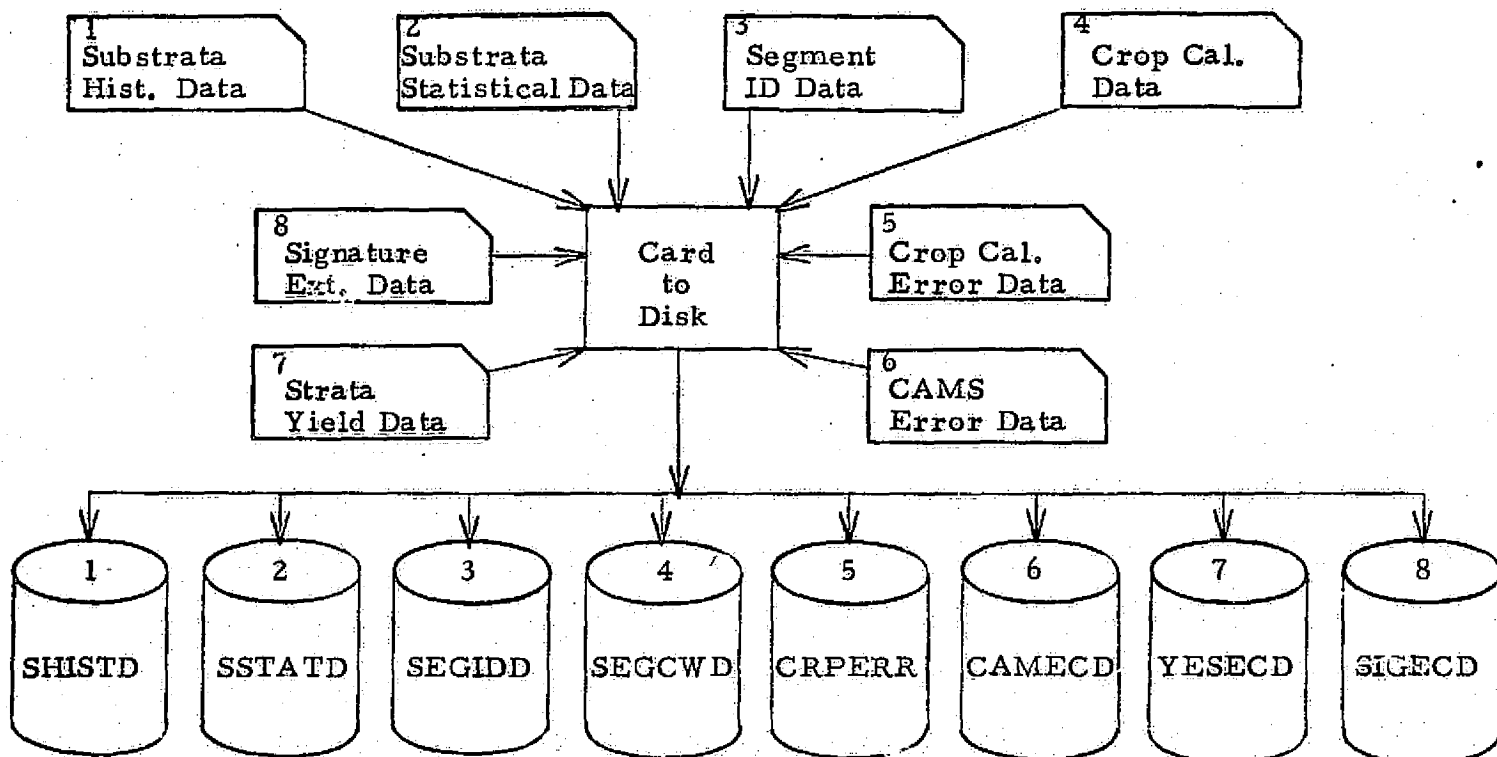 1
Substrata
Hist. Data
2
Substrata
Statistical Data
3
Segment
ID Data
4
Crop Cal.
Data
8
Signature
Ext. Data
Card
to
Disk
5
Crop Cal.
Error Data
7
Strata
Yield Data
6
CAMS
Error Data
1
SHISTD
2
SSTATD
3
SEGIDD
4
SEGCWD
5
CRPERR
6
CAMECD
7
YESECD
8
SIGECD